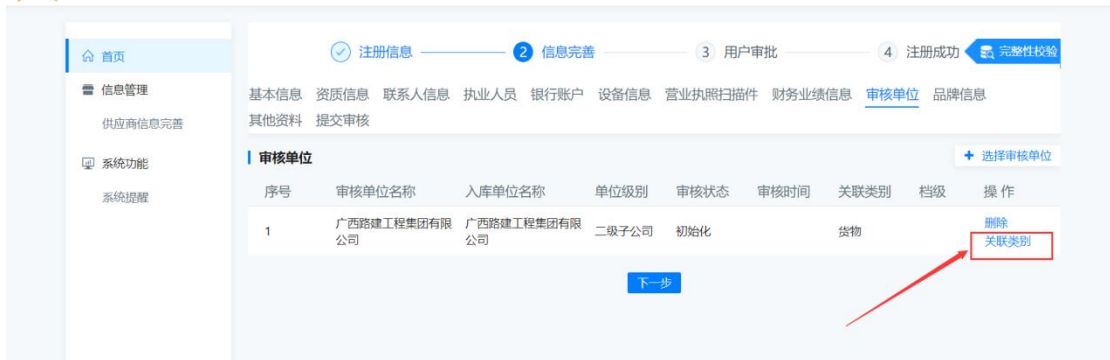 首页
信息管理
供应商信息完善
系统功能
系统提醒
注册信息 2 信息完善 3 用户审批 4 注册成功 完整性校验
基本信息 资质信息 联系人信息 执业人员 银行账户 设备信息 营业执照扫描件 财务业绩信息 审核单位 品牌信息
其他资料 提交审核
审核单位 + 选择审核单位
序号 审核单位名称 入库单位名称 单位级别 审核状态 审核时间 关联类别 档级 操作
1 广西路建工程集团有限 广西路建工程集团有限 二级子公司 初始化 货物 删除
公司 公司 关联类别
下一步